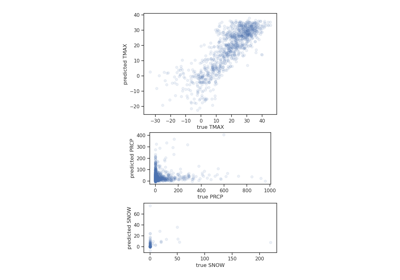 40
30
20
10
0
−10
−20
predicted TMAX
−30 −20 −10 0 10 20 30 40
true TMAX
400
300
200
100
0
predicted PRCP
0 200 400 600 800 1000
true PRCP
60
40
20
0
predicted SNOW
0 50 100 150 200
true SNOW